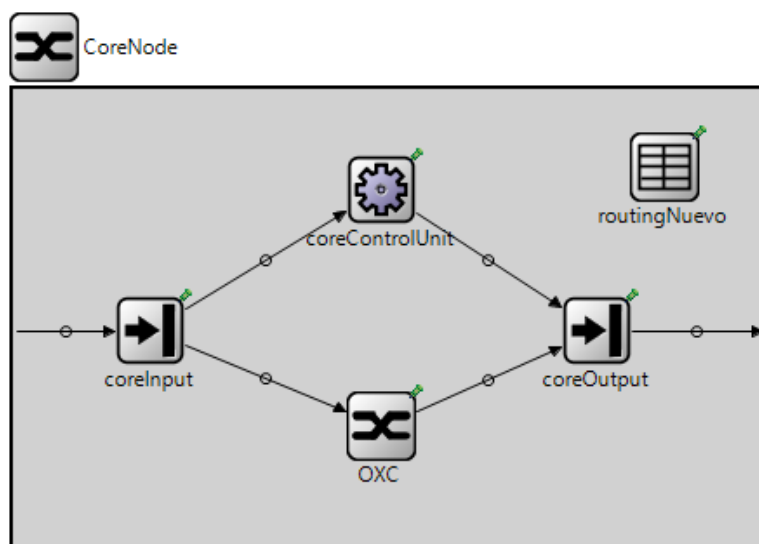 CoreNode
coreControlUnit
routingNuevo
coreInput
coreOutput
OXC